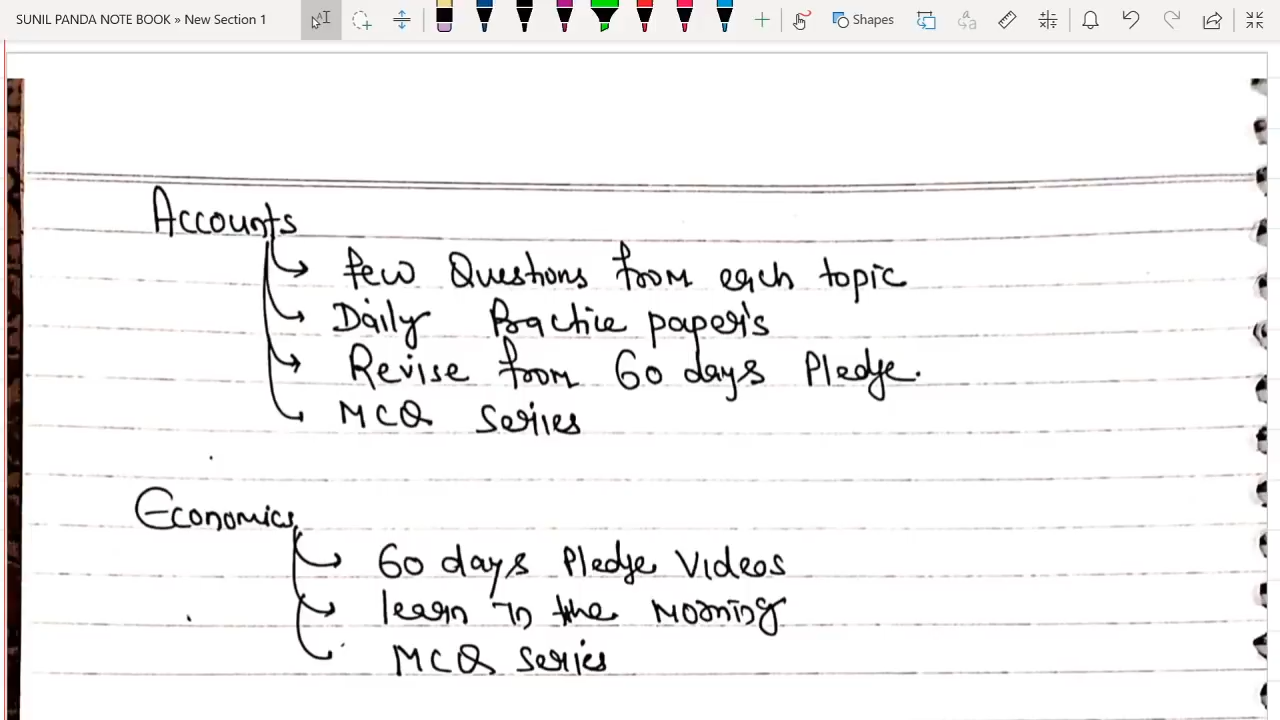 SUNIL PANDA NOTE BOOK » New Section 1
Shapes
Accounts
few Questions from each topic
Daily Practice paper's
Revise from 60 days Pledge.
MCQ Series
Economics
60 days Pledge Videos
learn in the Morning
MCQ Series